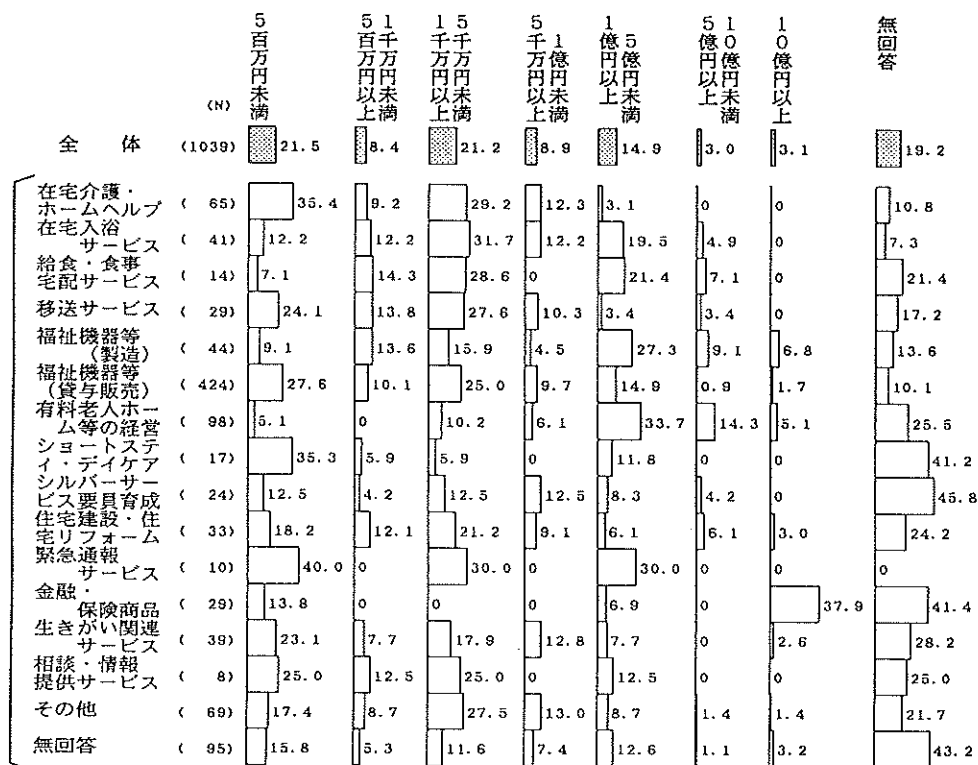 5百万円未満
5百万円以上
1千万円未満
1千万円以上
5千万円未満
5千万円以上
1億円未満
1億円以上
5億円未満
5億円以上
10億円未満
10億円以上
無回答
(N)
全 体 (1039) 21.5 8.4 21.2 8.9 14.9 3.0 3.1 19.2
在宅介護・
ホームヘルプ ( 65) 35.4 9.2 29.2 12.3 3.1 0 0 10.8
在宅入浴
サービス ( 41) 12.2 12.2 31.7 12.2 19.5 4.9 0 7.3
給食・食事
宅配サービス ( 14) 7.1 14.3 28.6 0 21.4 7.1 0 21.4
移送サービス ( 29) 24.1 13.8 27.6 10.3 3.4 3.4 0 17.2
福祉機器等
(製造) ( 44) 9.1 13.6 15.9 4.5 27.3 9.1 6.8 13.6
福祉機器等
(貸与販売) (424) 27.6 10.1 25.0 9.7 14.9 0.9 1.7 10.1
有料老人ホー
ム等の経営 ( 98) 5.1 0 10.2 6.1 33.7 14.3 5.1 25.5
ショートステ
イ・デイケア ( 17) 35.3 5.9 5.9 0 11.8 0 0 41.2
シルバーサー
ビス要員育成 ( 24) 12.5 4.2 12.5 12.5 8.3 4.2 0 45.8
住宅建設・住
宅リフォーム ( 33) 18.2 12.1 21.2 9.1 6.1 6.1 3.0 24.2
緊急通報
サービス ( 10) 40.0 0 30.0 0 30.0 0 0 0
金融・
保険商品 ( 29) 13.8 0 0 0 6.9 0 37.9 41.4
生きがい関連
サービス ( 39) 23.1 7.7 17.9 12.8 7.7 0 2.6 28.2
相談・情報
提供サービス ( 8) 25.0 12.5 25.0 0 12.5 0 0 25.0
その他 ( 69) 17.4 8.7 27.5 13.0 8.7 1.4 1.4 21.7
無回答 ( 95) 15.8 5.3 11.6 7.4 12.6 1.1 3.2 43.2